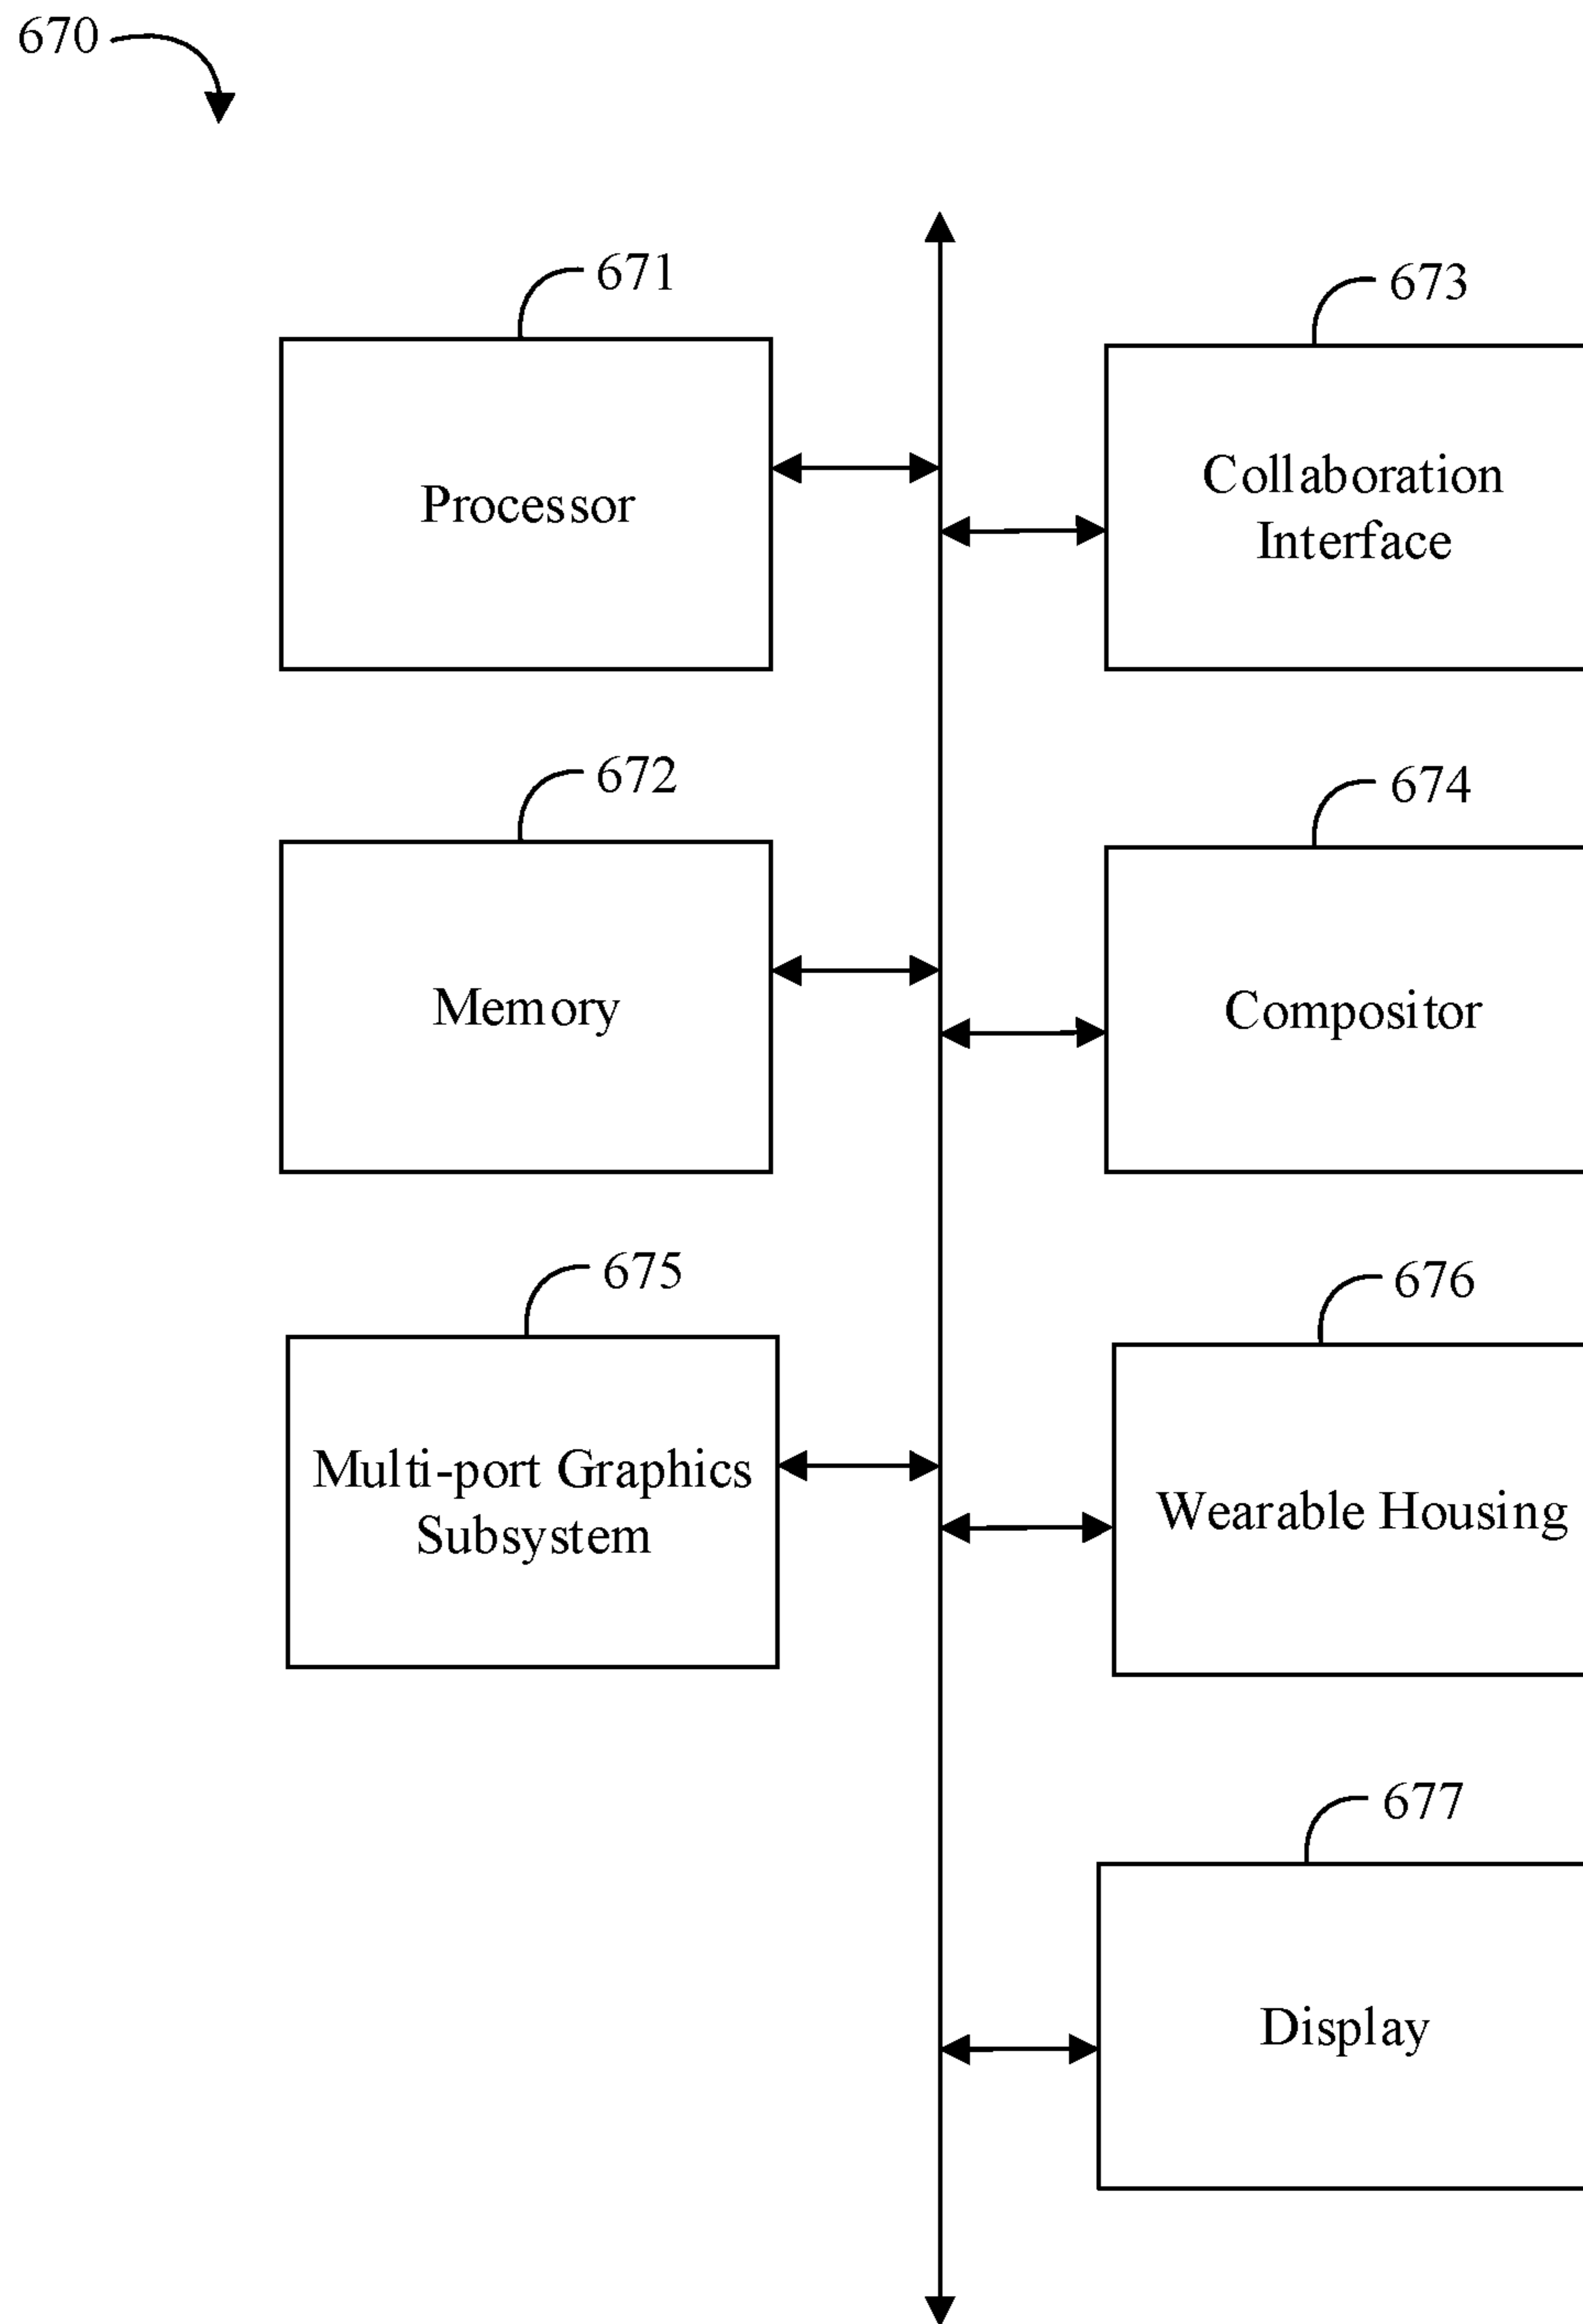 670
671
Processor
673
Collaboration
Interface
672
Memory
674
Compositor
675
Multi-port Graphics
Subsystem
676
Wearable Housing
677
Display